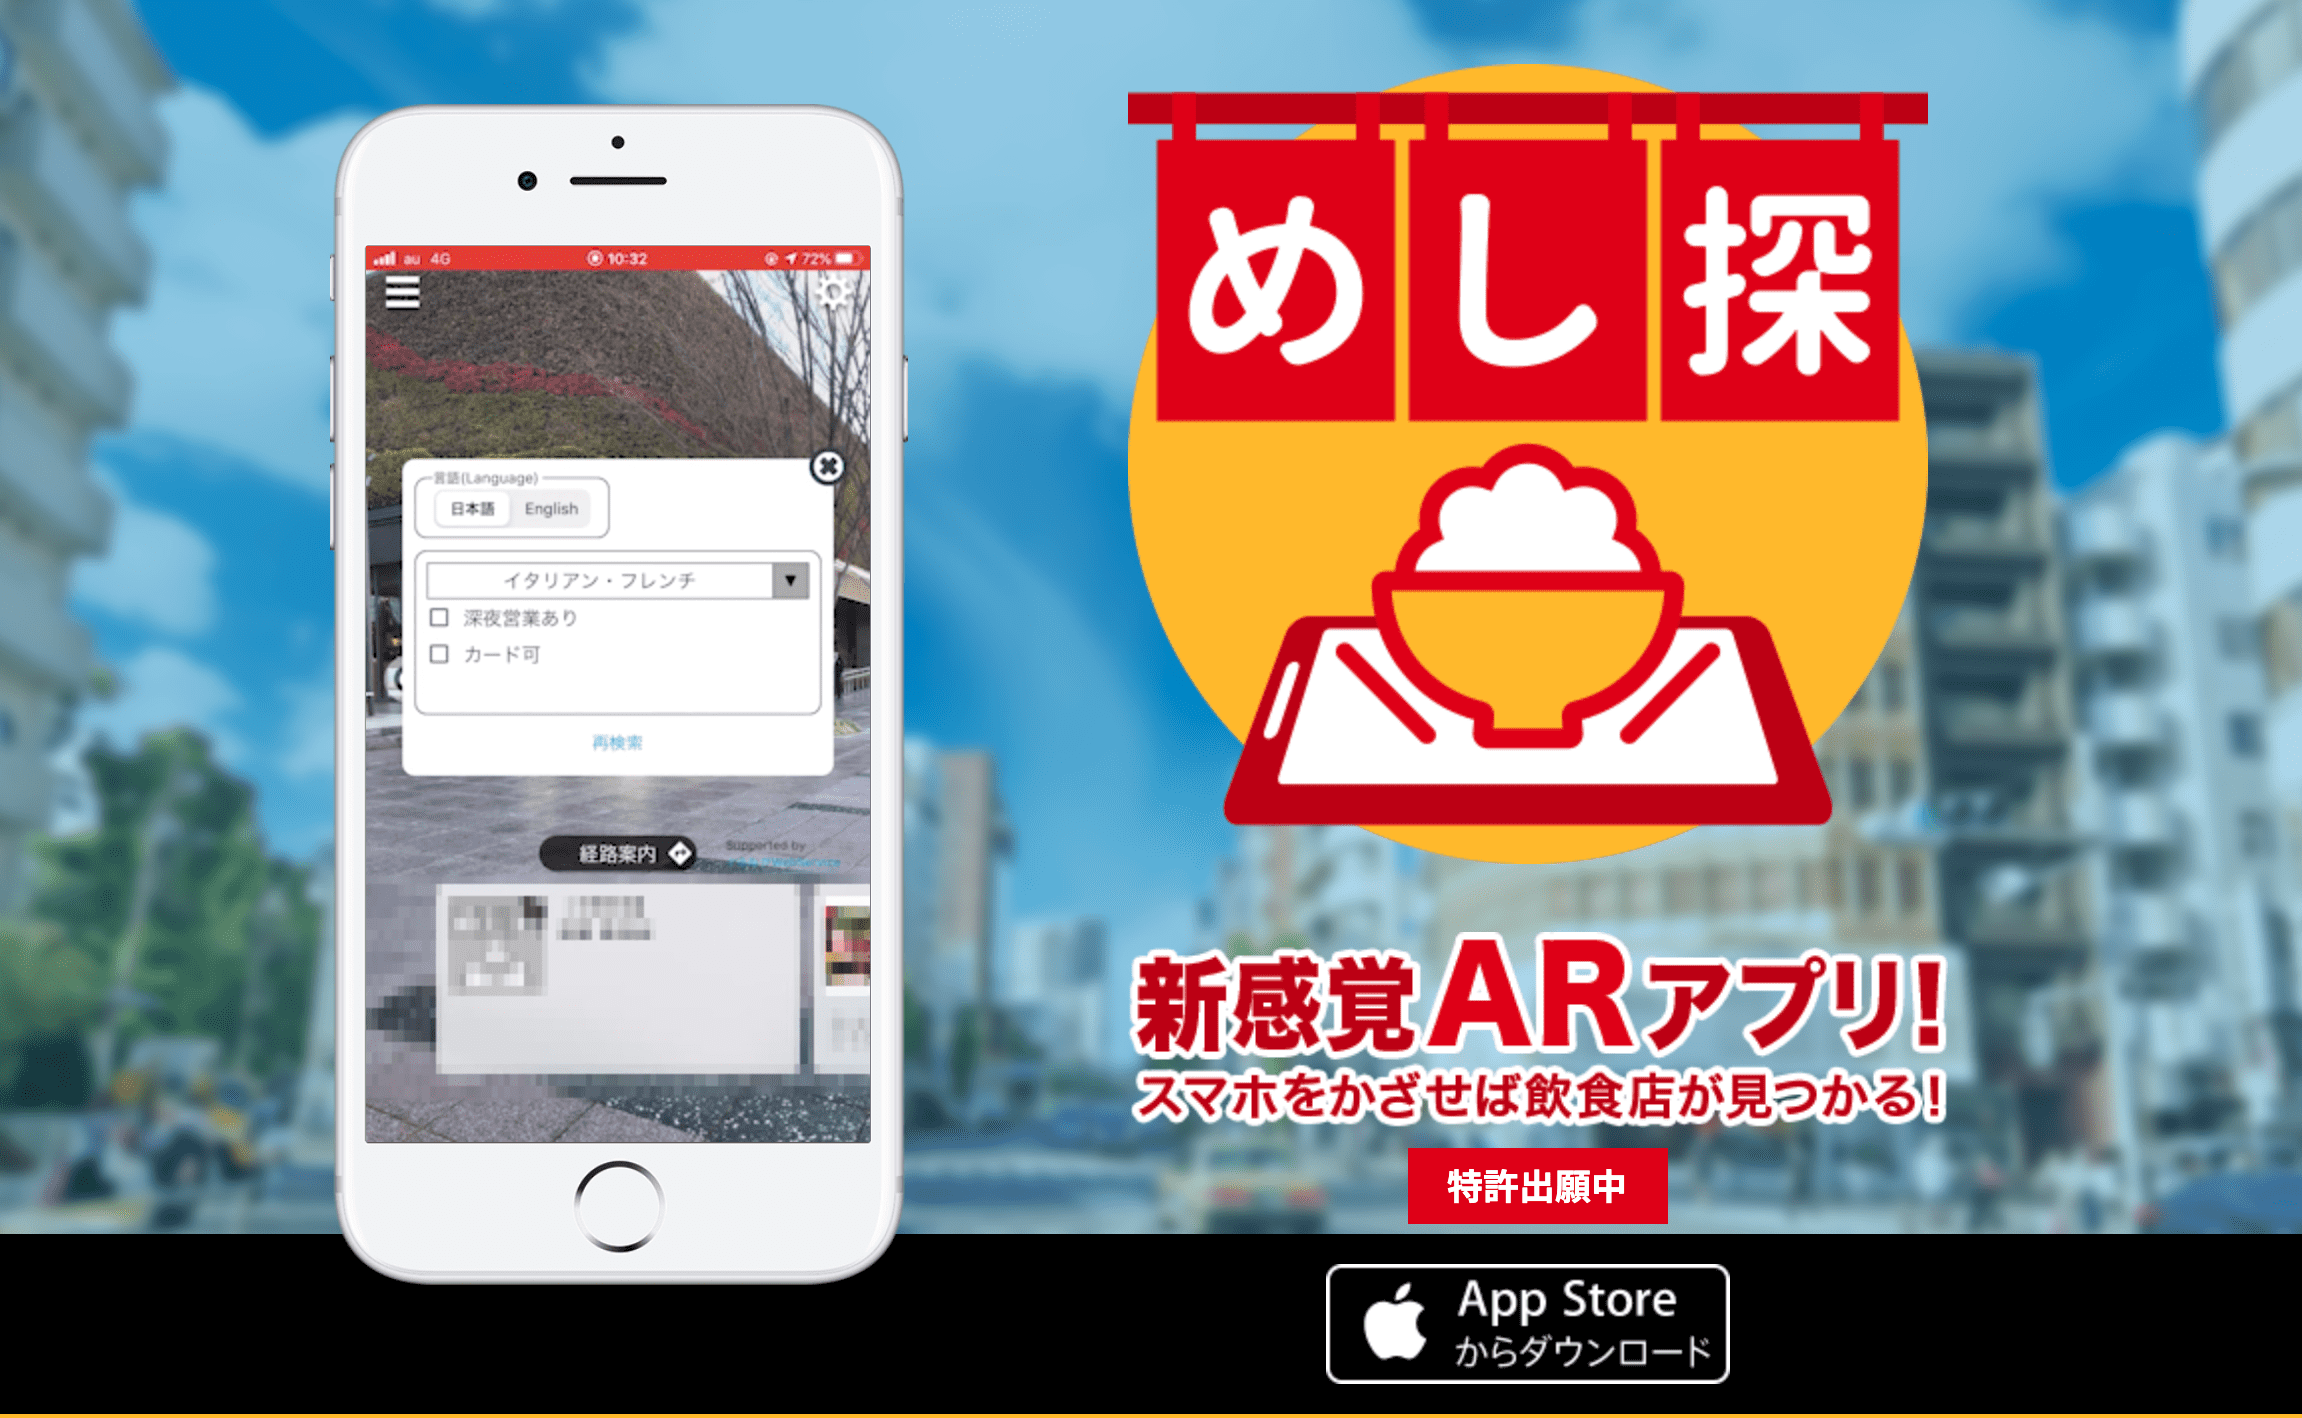 au 4G 10:32 72%
言語(Language)
日本語 English
イタリアン・フレンチ
深夜営業あり
カード可
再検索
経路案内
Supported by
WebService
めし探
新感覚ARアプリ!
スマホをかざせば飲食店が見つかる!
特許出願中
App Store
からダウンロード